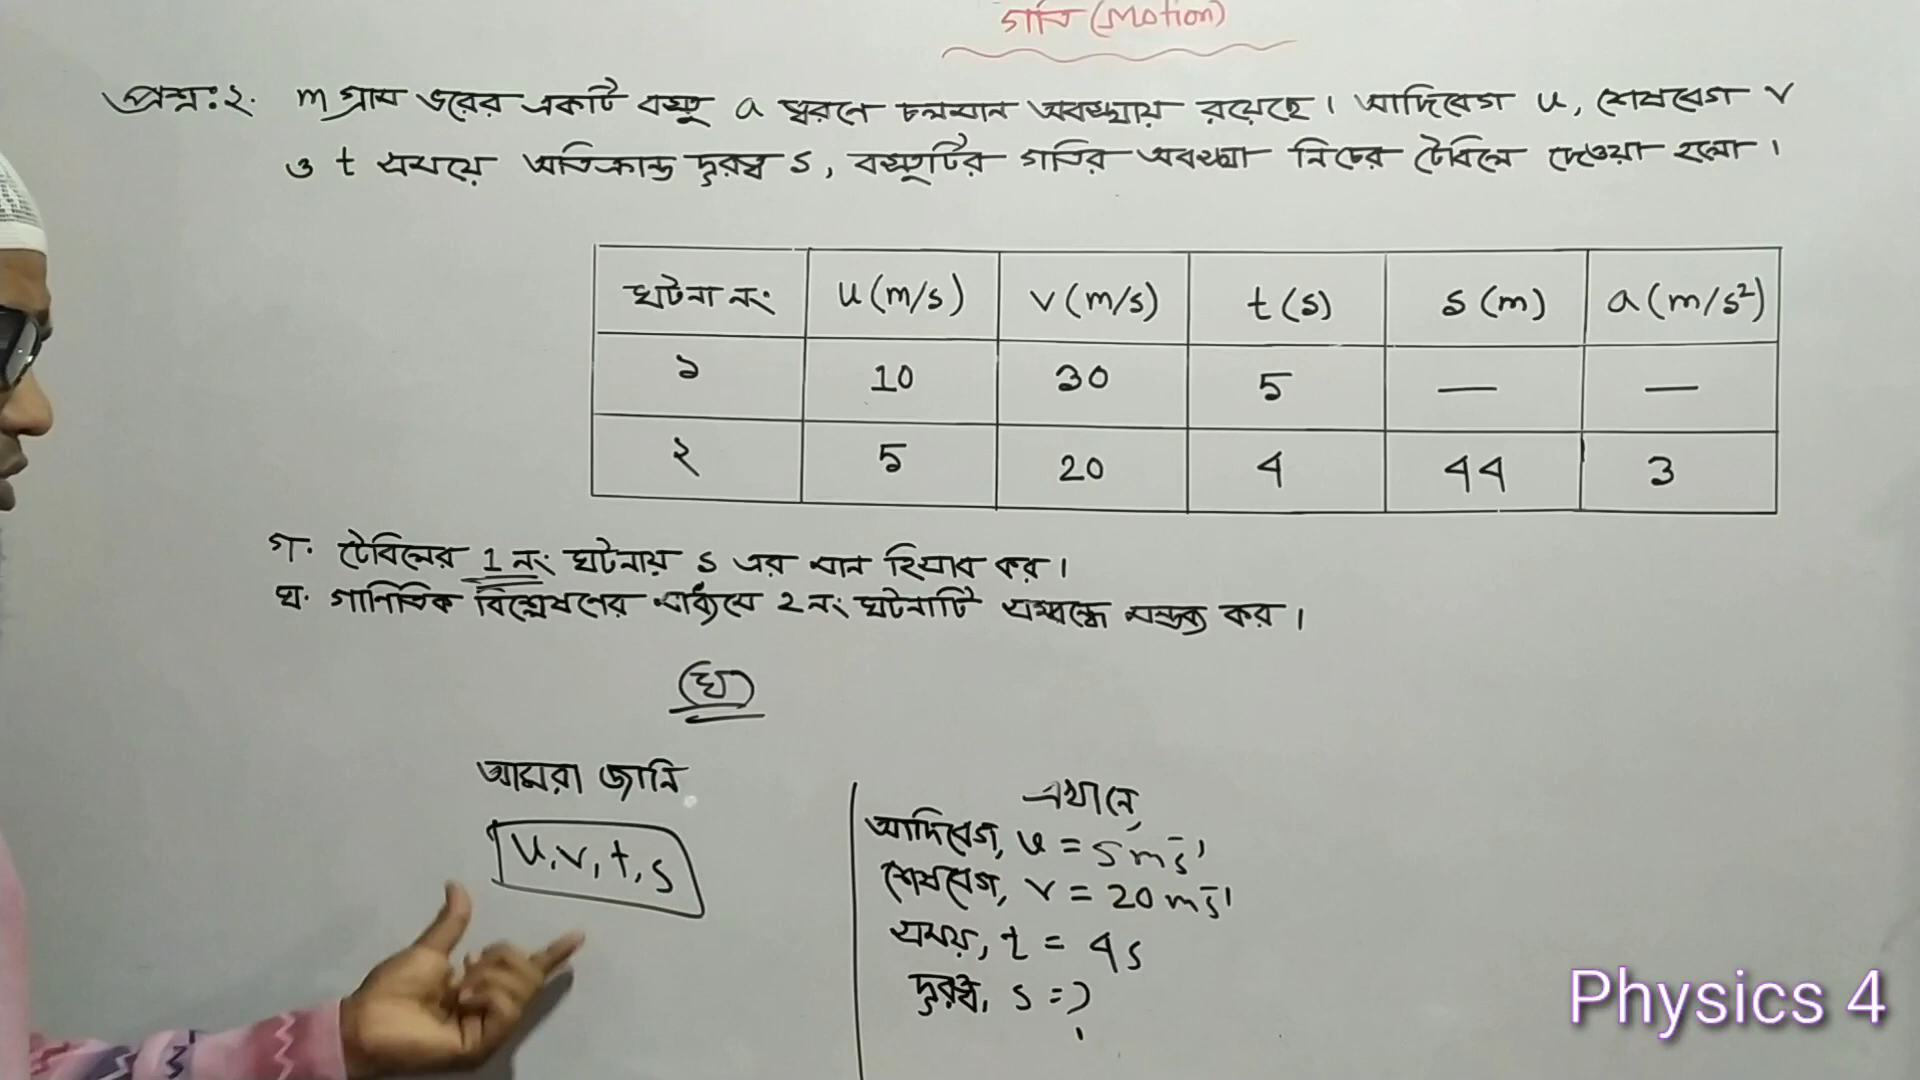 গতি (Motion)
প্রশ্ন: ২. m গ্রাম ভরের একটি বস্তু a ত্বরণে চলমান অবস্থায় রয়েছে। আদিবেগ u, শেষবেগ v
ও t সময়ে অতিক্রান্ত দূরত্ব s, বস্তুটির গতির অবস্থা নিচের টেবিলে দেওয়া হলো।
ঘটনা নং u (m/s) v (m/s) t (s) s (m) a (m/s²)
১ 10 30 5 — —
২ 5 20 4 44 3
গ. টেবিলের 1 নং ঘটনায় s এর মান হিসাব কর।
ঘ. গাণিতিক বিশ্লেষণের মাধ্যমে 2 নং ঘটনাটি সম্বন্ধে মন্তব্য কর।
(ঘ)
আমরা জানি
u, v, t, s
এখানে,
আদিবেগ, u = 5 ms⁻¹
শেষবেগ, v = 20 ms⁻¹
সময়, t = 4s
দূরত্ব, s = ?
Physics 4